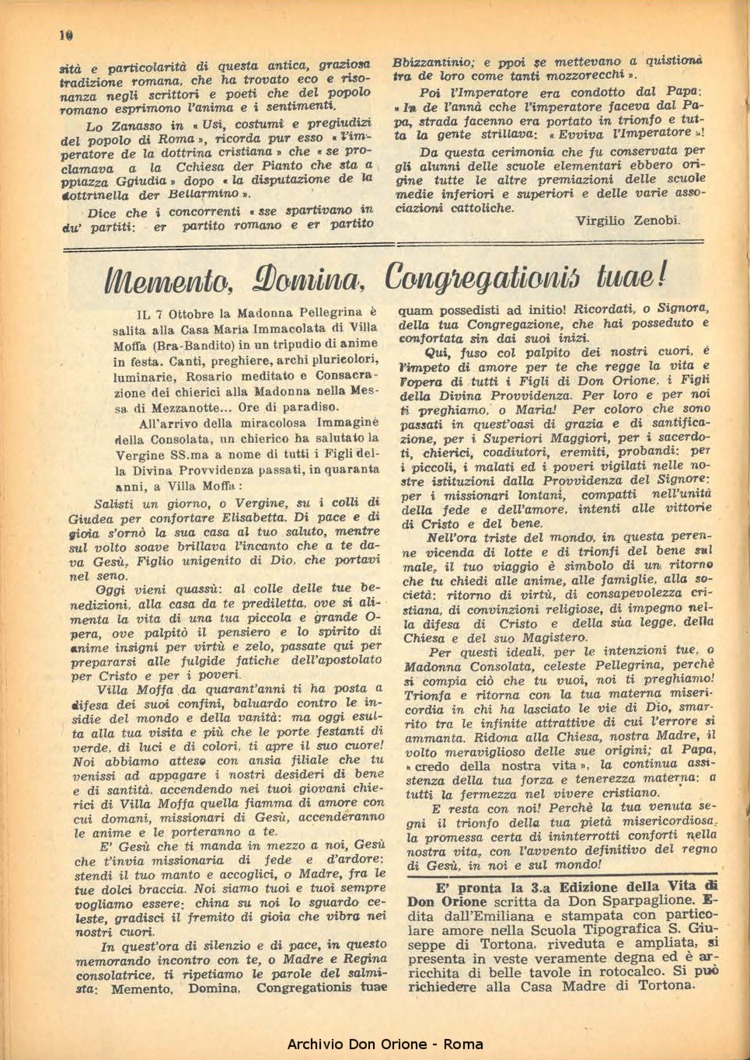 10
sità e particolarità di questa antica, graziosa
tradizione romana, che ha trovato eco e riso-
nanza negli scrittori e poeti che del popolo
romano esprimono l'anima e i sentimenti.
Lo Zanasso in « Usi, costumi e pregiudizi
del popolo di Roma », ricorda pur esso « l'im-
peratore de la dottrina cristiana » che « se pro-
clamava a la Cchiesa der Pianto che sta a
ppiazza Ggiudia » dopo « la disputazione de la
dottrinella der Bellarmino ».
Dice che i concorrenti « sse spartivano in
du' partiti: er partito romano e er partito
Bbizzantinio; e ppoi se mettevano a quistionà
tra de loro come tanti mozzorecchi ».
Poi l'Imperatore era condotto dal Papa:
« In de l'annà cche l'imperatore faceva dal Pa-
pa, strada facenno era portato in trionfo e tut-
ta la gente strillava: « Evviva l'Imperatore »!
Da questa cerimonia che fu conservata per
gli alunni delle scuole elementari ebbero ori-
gine tutte le altre premiazioni delle scuole
medie inferiori e superiori e delle varie asso-
ciazioni cattoliche.
Virgilio Zenobi.
Memento, Domina, Congregationis tuae!
IL 7 Ottobre la Madonna Pellegrina è
salita alla Casa Maria Immacolata di Villa
Moffa (Bra-Bandito) in un tripudio di anime
in festa. Canti, preghiere, archi pluricolori,
luminarie, Rosario meditato e Consacra-
zione dei chierici alla Madonna nella Mes-
sa di Mezzanotte... Ore di paradiso.
All'arrivo della miracolosa Immagine
della Consolata, un chierico ha salutato la
Vergine SS.ma a nome di tutti i Figli del-
la Divina Provvidenza passati, in quaranta
anni, a Villa Moffa :
Salisti un giorno, o Vergine, su i colli di
Giudea per confortare Elisabetta. Di pace e di
gioia s'ornò la sua casa al tuo saluto, mentre
sul volto soave brillava l'incanto che a te da-
va Gesù, Figlio unigenito di Dio, che portavi
nel seno.
Oggi vieni quassù: al colle delle tue be-
nedizioni, alla casa da te prediletta, ove si ali-
menta la vita di una tua piccola e grande O-
pera, ove palpitò il pensiero e lo spirito di
anime insigni per virtù e zelo, passate qui per
prepararsi alle fulgide fatiche dell'apostolato
per Cristo e per i poveri.
Villa Moffa da quarant'anni ti ha posta a
difesa dei suoi confini, baluardo contro le in-
sidie del mondo e della vanità: ma oggi esul-
ta alla tua visita e più che le porte festanti di
verde, di luci e di colori, ti apre il suo cuore!
Noi abbiamo atteso con ansia filiale che tu
venissi ad appagare i nostri desideri di bene
e di santità, accendendo nei tuoi giovani chie-
rici di Villa Moffa quella fiamma di amore con
cui domani, missionari di Gesù, accenderanno
le anime e le porteranno a te.
E' Gesù che ti manda in mezzo a noi, Gesù
che t'invia missionaria di fede e d'ardore:
stendi il tuo manto e accoglici, o Madre, fra le
tue dolci braccia. Noi siamo tuoi e tuoi sempre
vogliamo essere; china su noi lo sguardo ce-
leste, gradisci il fremito di gioia che vibra nei
nostri cuori.
In quest'ora di silenzio e di pace, in questo
memorando incontro con te, o Madre e Regina
consolatrice, ti ripetiamo le parole del salmi-
sta: Memento, Domina, Congregationis tuae
quam possedisti ad initio! Ricordati, o Signora,
della tua Congregazione, che hai posseduto e
confortata sin dai suoi inizi.
Qui, fuso col palpito dei nostri cuori, è
l'impeto di amore per te che regge la vita e
l'opera di tutti i Figli di Don Orione, i Figli
della Divina Provvidenza. Per loro e per noi
ti preghiamo, o Maria! Per coloro che sono
passati in quest'oasi di grazia e di santifica-
zione, per i Superiori Maggiori, per i sacerdo-
ti, chierici, coadiutori, eremiti, probandi; per
i piccoli, i malati ed i poveri vigilati nelle no-
stre istituzioni dalla Provvidenza del Signore;
per i missionari lontani, compatti nell'unità
della fede e dell'amore, intenti alle vittorie
di Cristo e del bene.
Nell'ora triste del mondo, in questa peren-
ne vicenda di lotte e di trionfi del bene sul
male, il tuo viaggio è simbolo di un ritorno
che tu chiedi alle anime, alle famiglie, alla so-
cietà: ritorno di virtù, di consapevolezza cri-
stiana, di convinzioni religiose, di impegno nel-
la difesa di Cristo e della sua legge, della
Chiesa e del suo Magistero.
Per questi ideali, per le intenzioni tue, o
Madonna Consolata, celeste Pellegrina, perchè
si compia ciò che tu vuoi, noi ti preghiamo!
Trionfa e ritorna con la tua materna miseri-
cordia in chi ha lasciato le vie di Dio, smar-
rito tra le infinite attrattive di cui l'errore si
ammanta. Ridona alla Chiesa, nostra Madre, il
volto meraviglioso delle sue origini; al Papa,
« credo della nostra vita », la continua assi-
stenza della tua forza e tenerezza materna; a
tutti la fermezza nel vivere cristiano.
E resta con noi! Perchè la tua venuta se-
gni il trionfo della tua pietà misericordiosa,
la promessa certa di ininterrotti conforti nella
nostra vita, con l'avvento definitivo del regno
di Gesù, in noi e sul mondo!
E' pronta la 3.a Edizione della Vita di
Don Orione scritta da Don Sparpaglione. E-
dita dall'Emiliana e stampata con partico-
lare amore nella Scuola Tipografica S. Giu-
seppe di Tortona, riveduta e ampliata, si
presenta in veste veramente degna ed è ar-
ricchita di belle tavole in rotocalco. Si può
richiedere alla Casa Madre di Tortona.
Archivio Don Orione - Roma